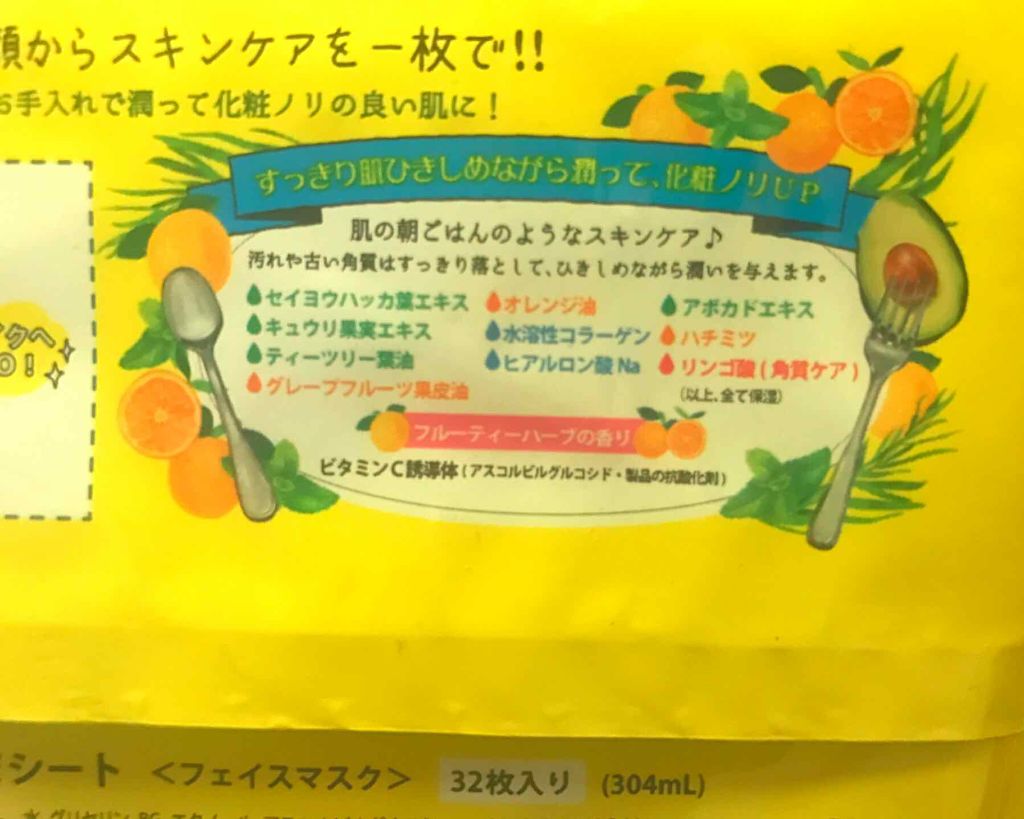 顔からスキンケアを一枚で!!
お手入れで潤って化粧ノリの良い肌に!
すっきり肌ひきしめながら潤って、化粧ノリUP
肌の朝ごはんのようなスキンケア♪
汚れや古い角質はすっきり落として、ひきしめながら潤いを与えます。
セイヨウハッカ葉エキス
キュウリ果実エキス
ティーツリー葉油
グレープフルーツ果皮油
オレンジ油
水溶性コラーゲン
ヒアルロン酸Na
アボカドエキス
ハチミツ
リンゴ酸(角質ケア)
(以上、全て保湿)
フルーティーハーブの香り
ビタミンC誘導体(アスコルビルグルコシド・製品の抗酸化剤)
クへ
O!
シート <フェイスマスク> 32枚入り (304mL)